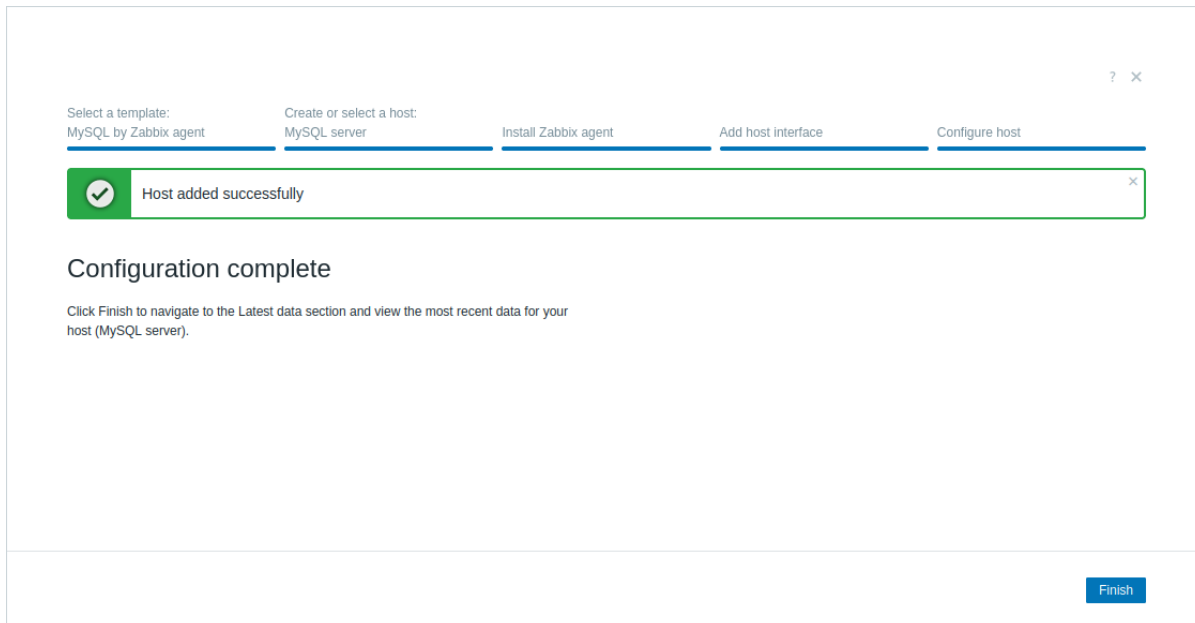 ?
Select a template:
MySQL by Zabbix agent
Create or select a host:
MySQL server
Install Zabbix agent
Add host interface
Configure host
Host added successfully
Configuration complete
Click Finish to navigate to the Latest data section and view the most recent data for your
host (MySQL server).
Finish